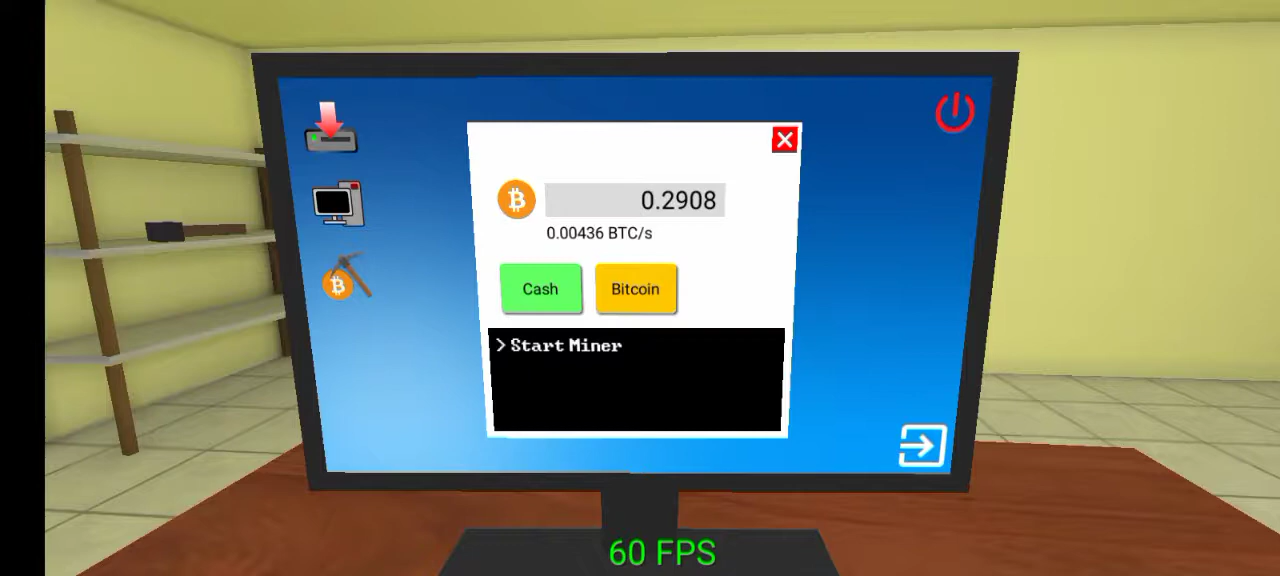 0.2908
0.00436 BTC/s
Cash Bitcoin
>Start Miner
60 FPS